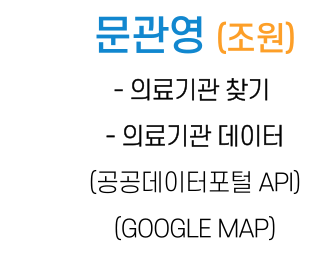 문관영 (조원)
- 의료기관 찾기
- 의료기관 데이터
(공공데이터포털 API)
(GOOGLE MAP)